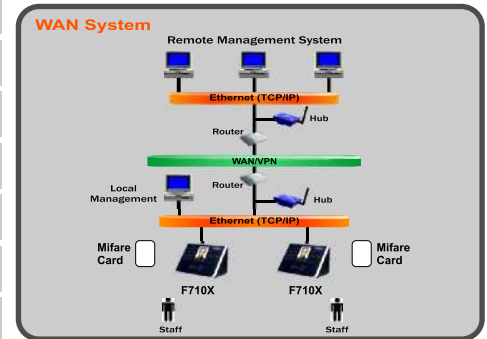 WAN System
Remote Management System
Ethernet (TCP/IP)
Hub
Router
WAN/VPN
Router
Local
Management
Hub
Ethernet (TCP/IP)
Mifare
Card
Mifare
Card
F710X
F710X
Staff
Staff